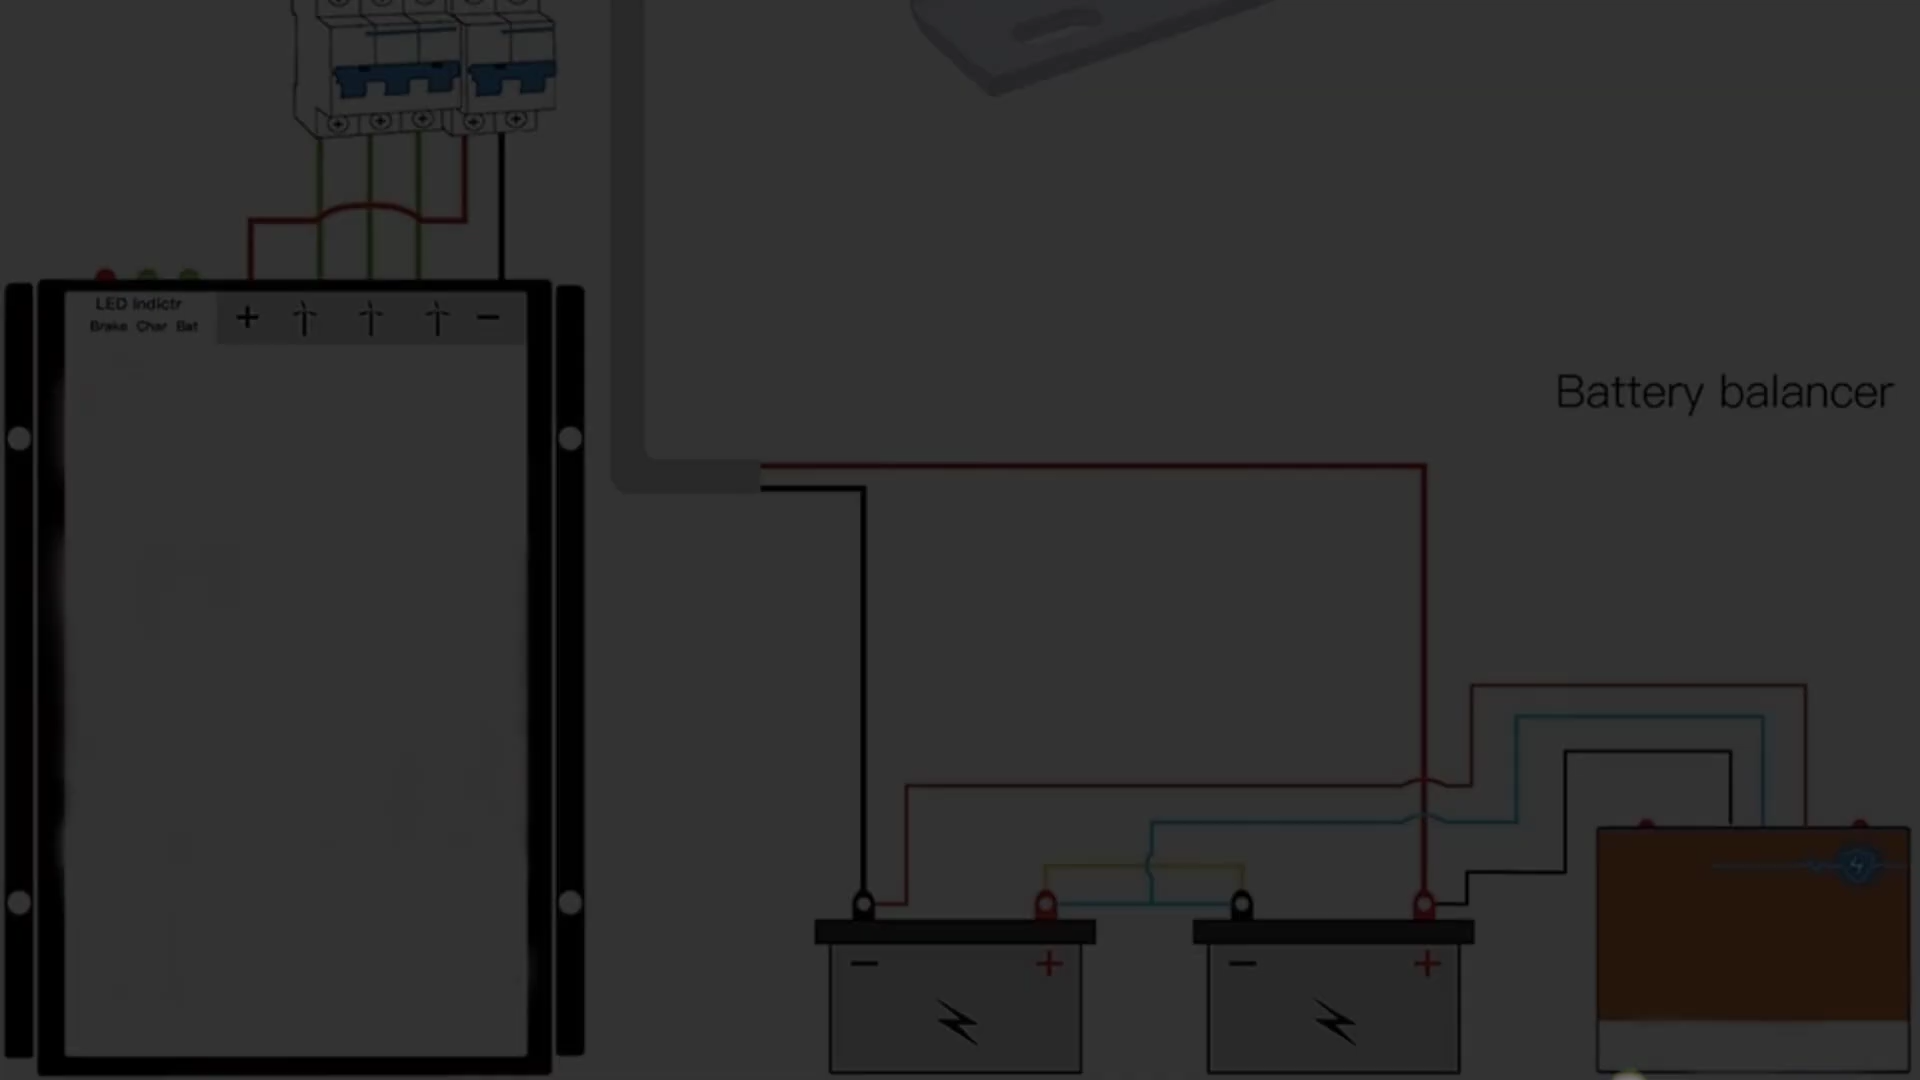 LED Indictr
Brake Char Bat
+ −
Battery balancer
− +
− +